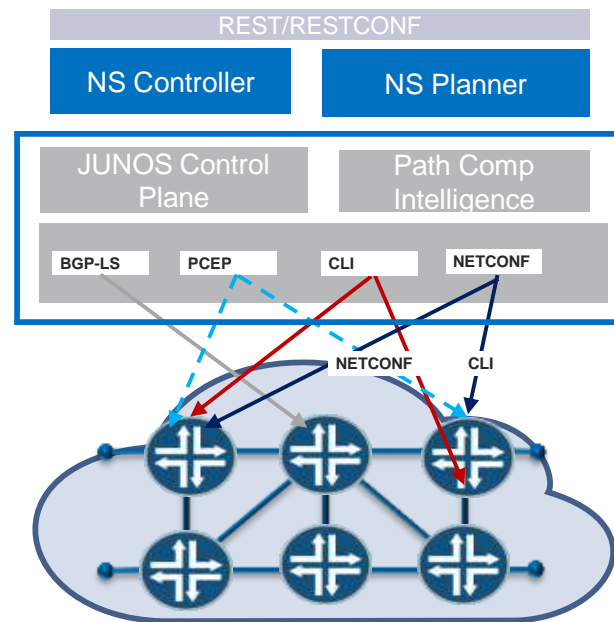 REST/RESTCONF
NS Controller
NS Planner
JUNOS Control
Plane
Path Comp
Intelligence
BGP-LS
PCEP
CLI
NETCONF
NETCONF
CLI